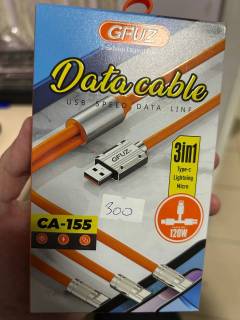 GFUZ
Data cable
USB SPEED DATA LINE
GFUZ
3in1
Type-c
Lightning
Micro
CA-155
300
120W